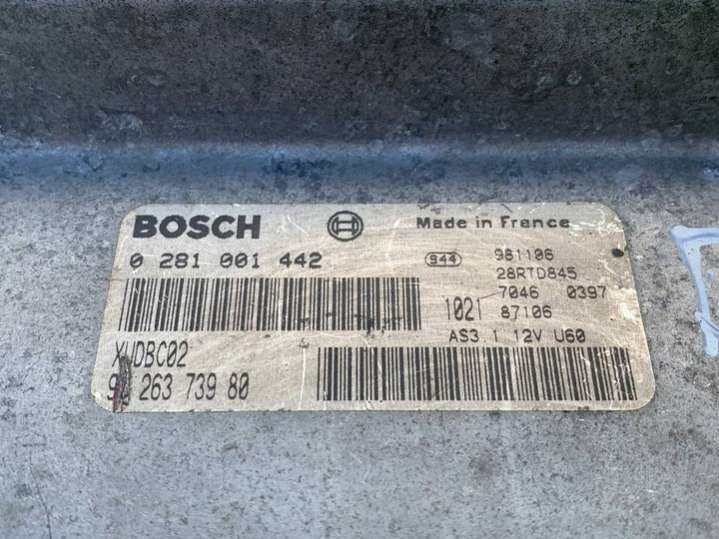 BOSCH Made in France
0 281 001 442
944 981106
28RTD845
7046 0397
1021 87106
AS3 1 12V U60
XUDBC02
263 739 80